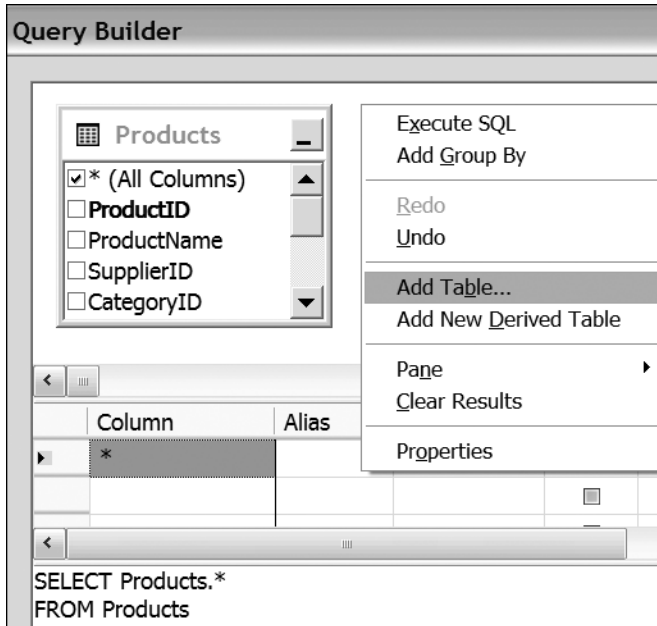 Query Builder
Products
* (All Columns)
ProductID
ProductName
SupplierID
CategoryID
Execute SQL
Add Group By
Redo
Undo
Add Table...
Add New Derived Table
Pane
Clear Results
Properties
Column Alias
*
SELECT Products.*
FROM Products